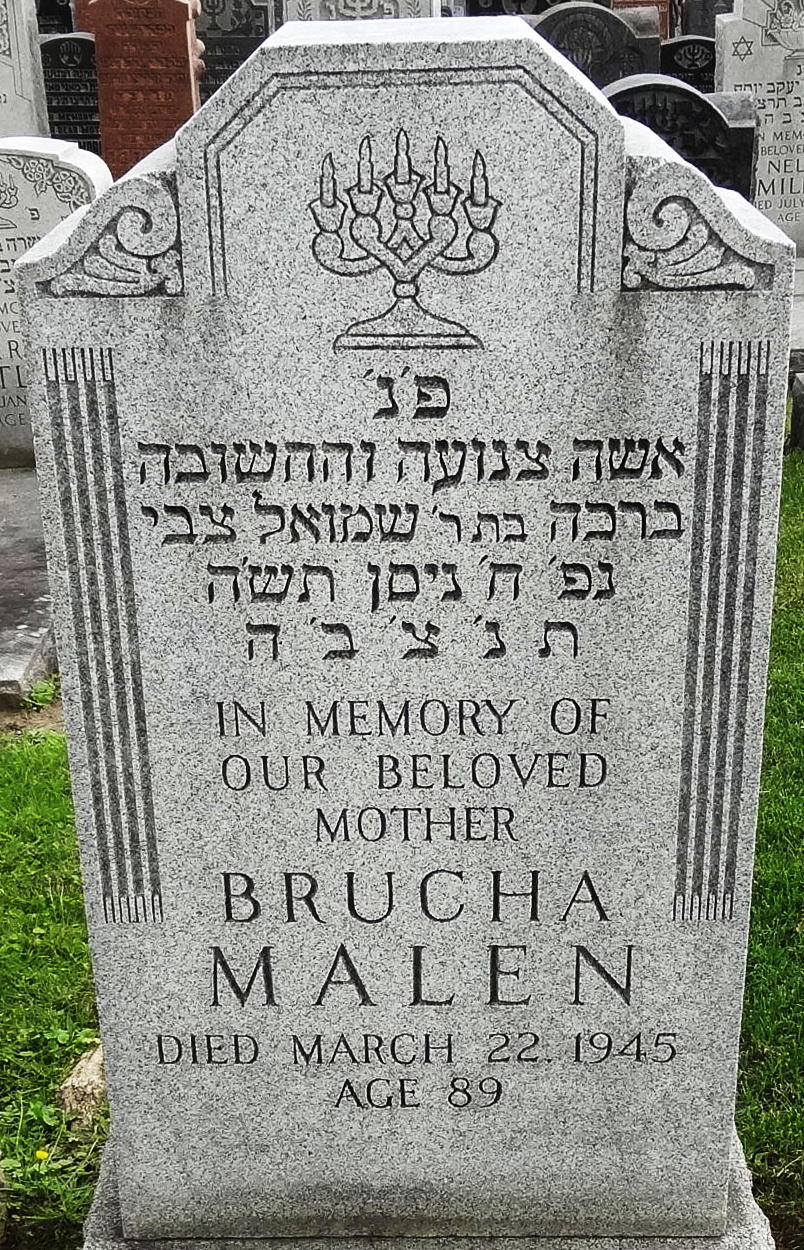 פ׳ נ׳
אשה צנועה והחשובה
ברכה בת ר׳ שמואל צבי
נפ׳ ח׳ ניסן תש״ה
ת נ׳ צ׳ ב׳ ה
IN MEMORY OF
OUR BELOVED
MOTHER
BRUCHA
MALEN
DIED MARCH 22. 1945
AGE 89